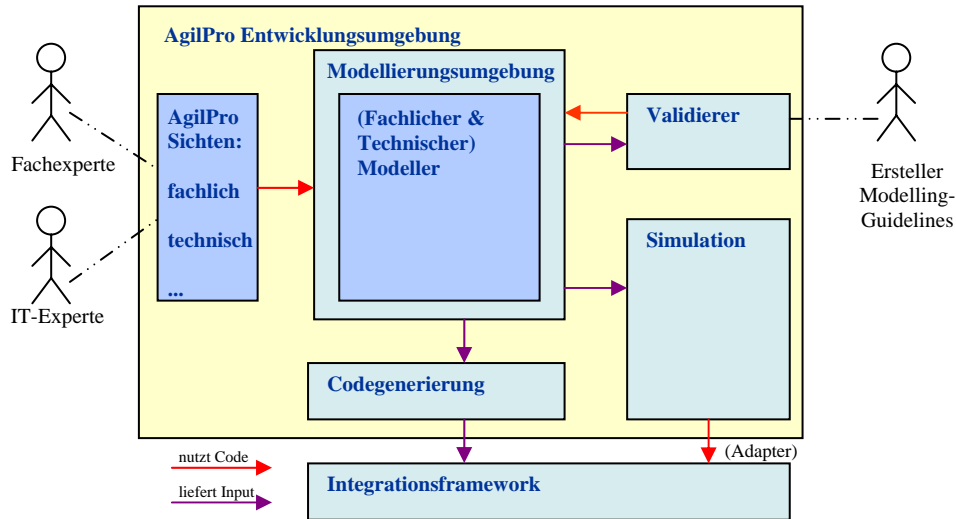 AgilPro Entwicklungsumgebung
Fachexperte
IT-Experte
AgilPro
Sichten:
fachlich
technisch
...
Modellierungsumgebung
(Fachlicher &
Technischer)
Modeller
Validierer
Ersteller
Modelling-
Guidelines
Simulation
Codegenerierung
nutzt Code
liefert Input
(Adapter)
Integrationsframework